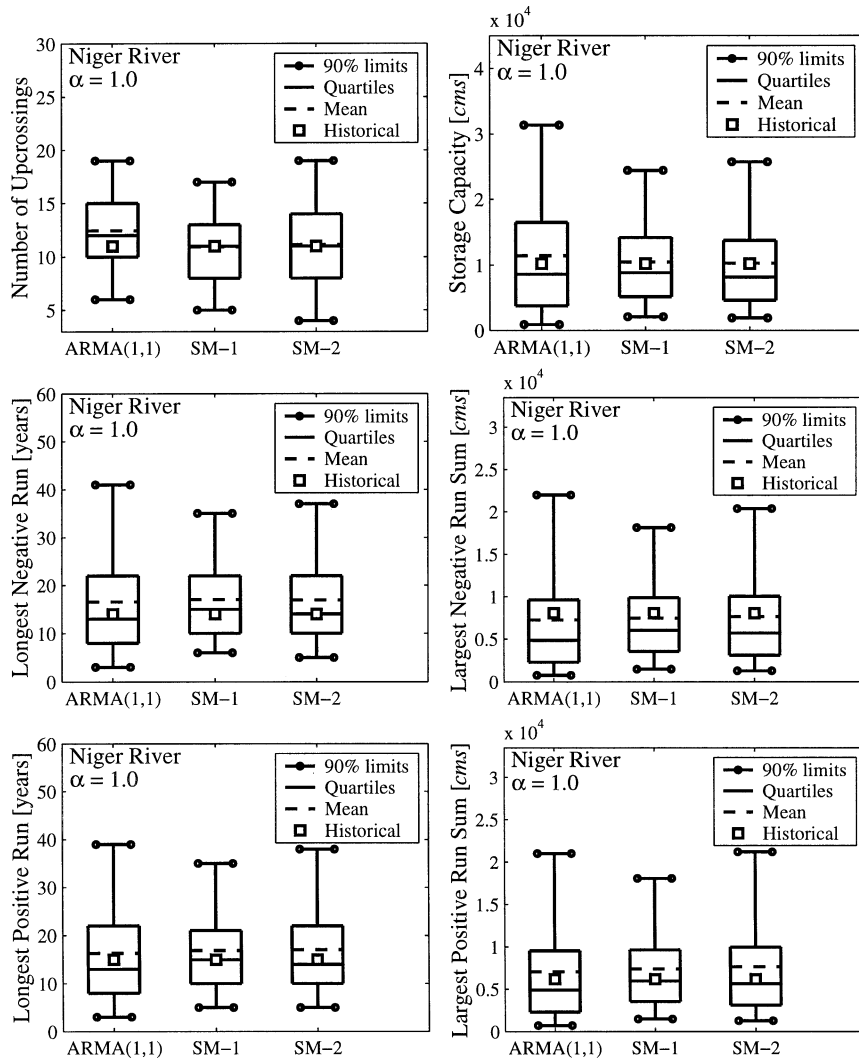 30
25
20
15
10
5
Number of Upcrossings
Niger River
α = 1.0
90% limits
Quartiles
Mean
Historical
ARMA(1,1) SM−1 SM−2
x 10⁴
4
3
2
1
0
Storage Capacity [cms]
Niger River
α = 1.0
90% limits
Quartiles
Mean
Historical
ARMA(1,1) SM−1 SM−2
60
50
40
30
20
10
0
Longest Negative Run [years]
Niger River
α = 1.0
90% limits
Quartiles
Mean
Historical
ARMA(1,1) SM−1 SM−2
x 10⁴
3
2.5
2
1.5
1
0.5
0
Largest Negative Run Sum [cms]
Niger River
α = 1.0
90% limits
Quartiles
Mean
Historical
ARMA(1,1) SM−1 SM−2
60
50
40
30
20
10
0
Longest Positive Run [years]
Niger River
α = 1.0
90% limits
Quartiles
Mean
Historical
ARMA(1,1) SM−1 SM−2
x 10⁴
3
2.5
2
1.5
1
0.5
0
Largest Positive Run Sum [cms]
Niger River
α = 1.0
90% limits
Quartiles
Mean
Historical
ARMA(1,1) SM−1 SM−2